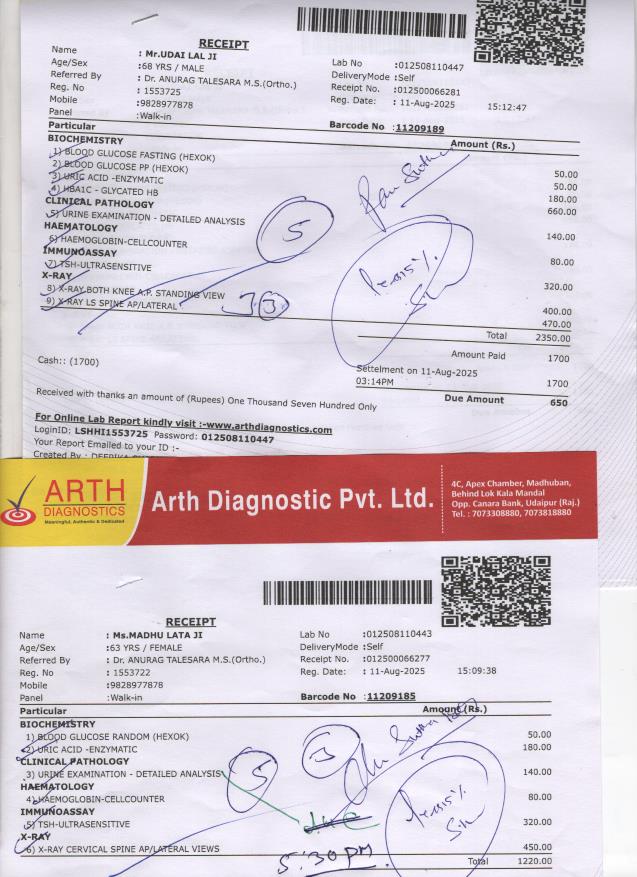 RECEIPT
Name : Mr.UDAI LAL JI
Age/Sex :68 YRS / MALE
Referred By : Dr. ANURAG TALESARA M.S.(Ortho.)
Reg. No : 1553725
Mobile :9828977878
Panel :Walk-in
Lab No :012508110447
DeliveryMode :Self
Receipt No. :012500066281
Reg. Date: : 11-Aug-2025 15:12:47
Barcode No :11209189
Particular Amount (Rs.)
BIOCHEMISTRY
1) BLOOD GLUCOSE FASTING (HEXOK) 50.00
2) BLOOD GLUCOSE PP (HEXOK) 50.00
3) URIC ACID -ENZYMATIC 180.00
4) HBA1C - GLYCATED HB 660.00
CLINICAL PATHOLOGY
5) URINE EXAMINATION - DETAILED ANALYSIS 140.00
HAEMATOLOGY
6) HAEMOGLOBIN-CELLCOUNTER 80.00
IMMUNOASSAY
7) TSH-ULTRASENSITIVE 320.00
X-RAY
8) X-RAY BOTH KNEE A.P. STANDING VIEW 400.00
9) X-RAY LS SPINE AP/LATERAL 470.00
5
Total 2350.00
Cash:: (1700)
Amount Paid 1700
Settelment on 11-Aug-2025
03:14PM 1700
Received with thanks an amount of (Rupees) One Thousand Seven Hundred Only
Due Amount 650
For Online Lab Report kindly visit :-www.arthdiagnostics.com
LoginID: LSHHI1553725 Password: 012508110447
Your Report Emailed to your ID :-
Created By :
ARTH
DIAGNOSTICS
Meaningful, Authentic & Dedicated
Arth Diagnostic Pvt. Ltd.
4C, Apex Chamber, Madhuban,
Behind Lok Kala Mandal
Opp. Canara Bank, Udaipur (Raj.)
Tel. : 7073308880, 7073818880
RECEIPT
Name : Ms.MADHU LATA JI
Age/Sex :63 YRS / FEMALE
Referred By : Dr. ANURAG TALESARA M.S.(Ortho.)
Reg. No : 1553722
Mobile :9828977878
Panel :Walk-in
Lab No :012508110443
DeliveryMode :Self
Receipt No. :012500066277
Reg. Date: : 11-Aug-2025 15:09:38
Barcode No :11209185
Particular Amount (Rs.)
BIOCHEMISTRY
1) BLOOD GLUCOSE RANDOM (HEXOK) 50.00
2) URIC ACID -ENZYMATIC 180.00
CLINICAL PATHOLOGY
3) URINE EXAMINATION - DETAILED ANALYSIS 140.00
HAEMATOLOGY
4) HAEMOGLOBIN-CELLCOUNTER 80.00
IMMUNOASSAY
5) TSH-ULTRASENSITIVE 320.00
X-RAY
6) X-RAY CERVICAL SPINE AP/LATERAL VIEWS 450.00
5
3
5:30 PM
Total 1220.00